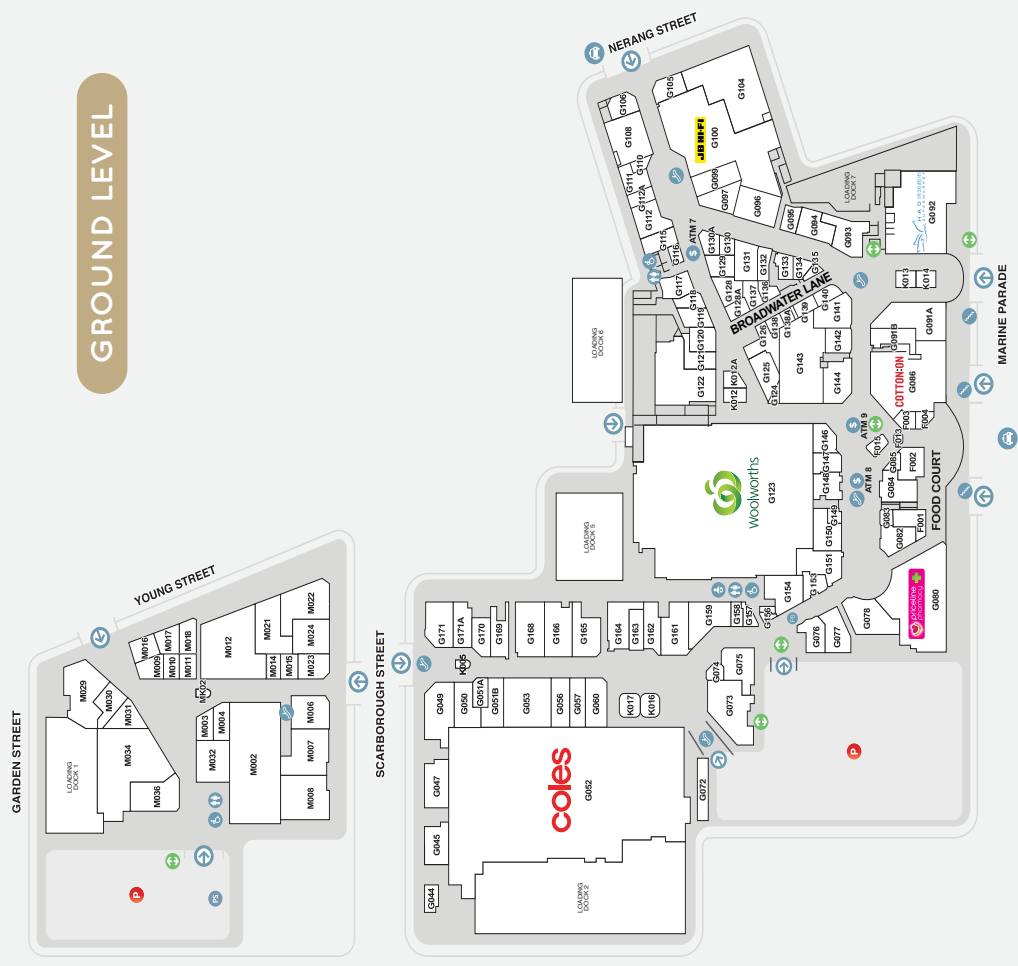 GROUND LEVEL
NERANG STREET
G105
G106
G104
G108
JB HI-FI
G100
G110
G111
G112A
G099
G097
G096
G112
LOADING
DOCK 7
HAO
SUPERMARKET
G092
G115
G116
ATM 7
G130A
G130
G129
G131
G132
G095
G094
G093
G133
G134
G135
G117
G118
G119
G120
G121
G122
G128
G128A
G137
G136
BROADWATER LANE
K013
K014
G126
G138
G138A
G139
G140
G141
G142
G143
G144
G125
G124
K012
K012A
G091A
G091B
COTTON:ON
G086
MARINE PARADE
LOADING
DOCK 6
F003
F004
ATM 9
F015
F013
G085
F002
G084
ATM 8
G083
G082
F001
FOOD COURT
Woolworths
G123
G146
G147
G148
G149
G150
G151
G153
G154
LOADING
DOCK 5
priceline
pharmacy
G080
G078
G077
G076
PS
G156
G157
G158
G159
G161
G162
G163
G164
G165
G166
G168
G169
G170
G171A
G171
K005
G049
G050
G051A
G051B
G053
G056
G057
G060
K017
K016
G075
G074
G073
G072
P
coles
G052
G047
G045
G044
LOADING
DOCK 2
SCARBOROUGH STREET
YOUNG STREET
M022
M021
M024
M023
M012
M014
M015
M016
M017
M018
M009
M010
M011
MK02
M029
M030
M031
M034
M036
M003
M004
M032
M002
M006
M007
M008
LOADING
DOCK 1
GARDEN STREET
P
PS